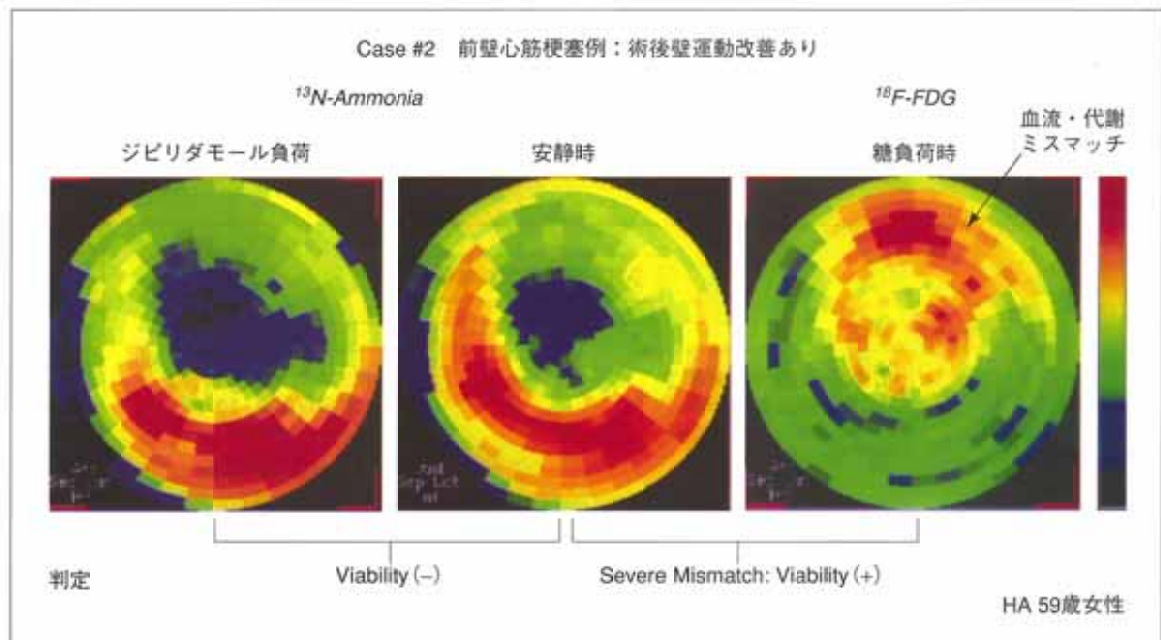 Case #2 前壁心筋梗塞例：術後壁運動改善あり
¹³N-Ammonia
¹⁸F-FDG
血流・代謝
ミスマッチ
ジピリダモール負荷
安静時
糖負荷時
判定
Viability (−)
Severe Mismatch: Viability (+)
HA 59歳女性